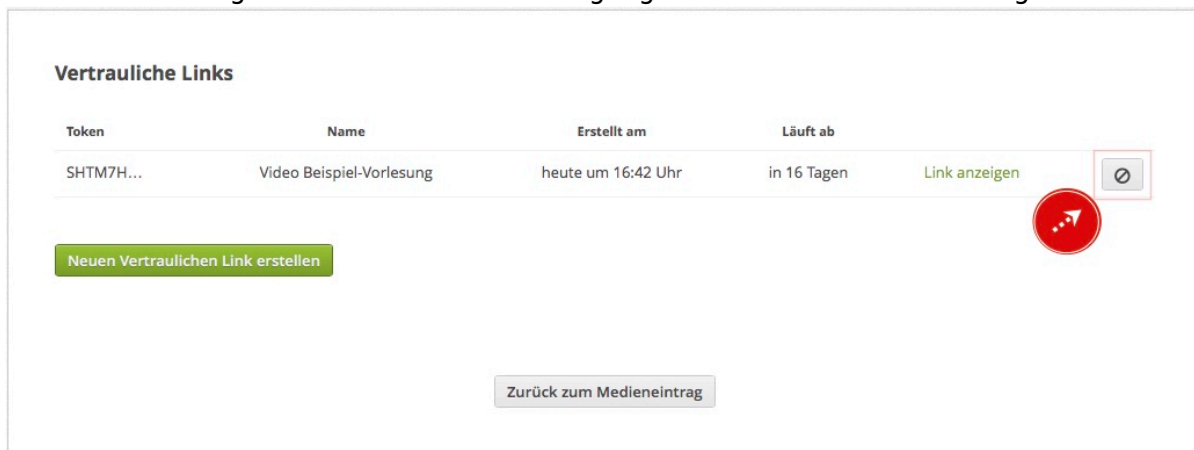 Vertrauliche Links
Token Name Erstellt am Läuft ab
SHTM7H... Video Beispiel-Vorlesung heute um 16:42 Uhr in 16 Tagen Link anzeigen
Neuen Vertraulichen Link erstellen
Zurück zum Medieneintrag